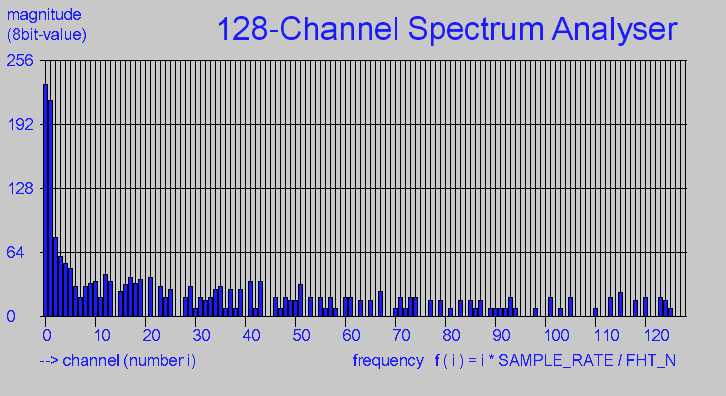 magnitude
(8bit-value)
128-Channel Spectrum Analyser
256
192
128
64
0
0 10 20 30 40 50 60 70 80 90 100 110 120
--> channel (number i)
frequency f ( i ) = i * SAMPLE_RATE / FHT_N